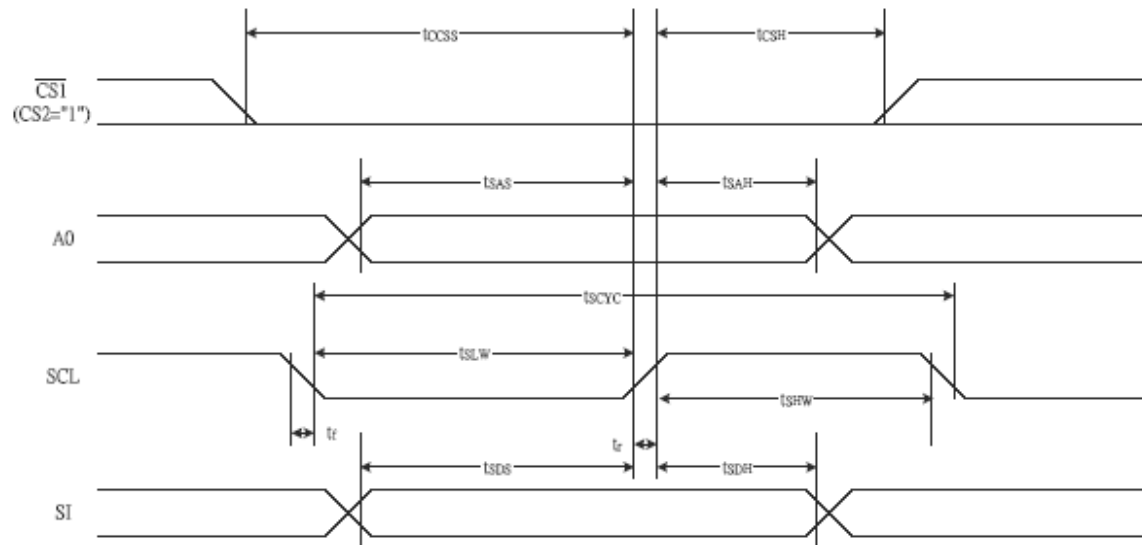 tCCSS
tCSH
CS1
(CS2="1")
tSAS
tSAH
A0
tSCYC
tSLW
SCL
tSHW
tf
tr
tSDS
tSDH
SI